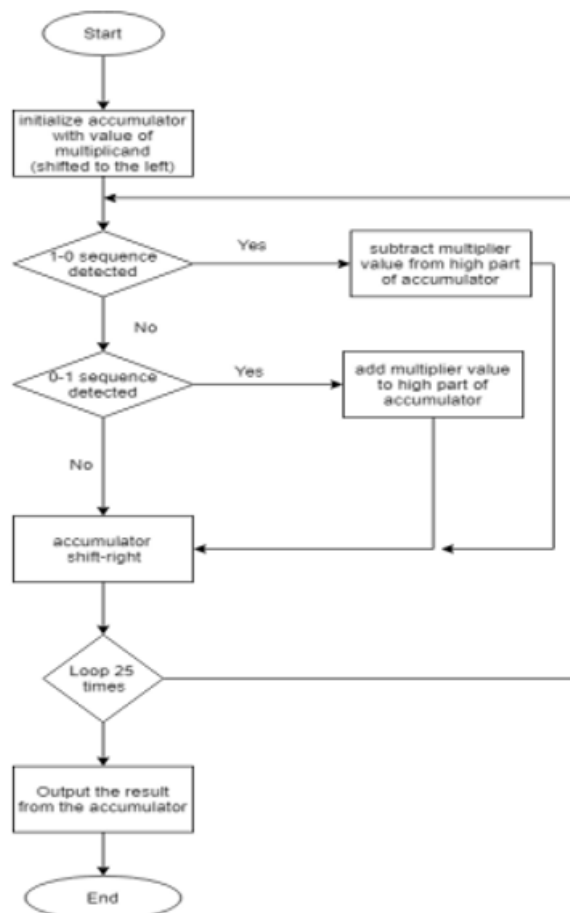 Start
initialize accumulator
with value of
multiplicand
(shifted to the left)
1-0 sequence
detected
Yes
subtract multiplier
value from high part
of accumulator
No
0-1 sequence
detected
Yes
add multiplier value
to high part of
accumulator
No
accumulator
shift-right
Loop 25
times
Output the result
from the accumulator
End